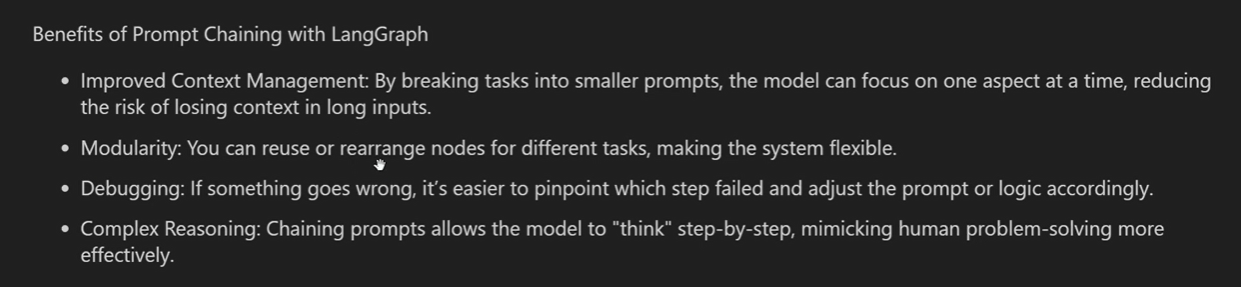 Benefits of Prompt Chaining with LangGraph
• Improved Context Management: By breaking tasks into smaller prompts, the model can focus on one aspect at a time, reducing
the risk of losing context in long inputs.
• Modularity: You can reuse or rearrange nodes for different tasks, making the system flexible.
• Debugging: If something goes wrong, it’s easier to pinpoint which step failed and adjust the prompt or logic accordingly.
• Complex Reasoning: Chaining prompts allows the model to "think" step-by-step, mimicking human problem-solving more
effectively.